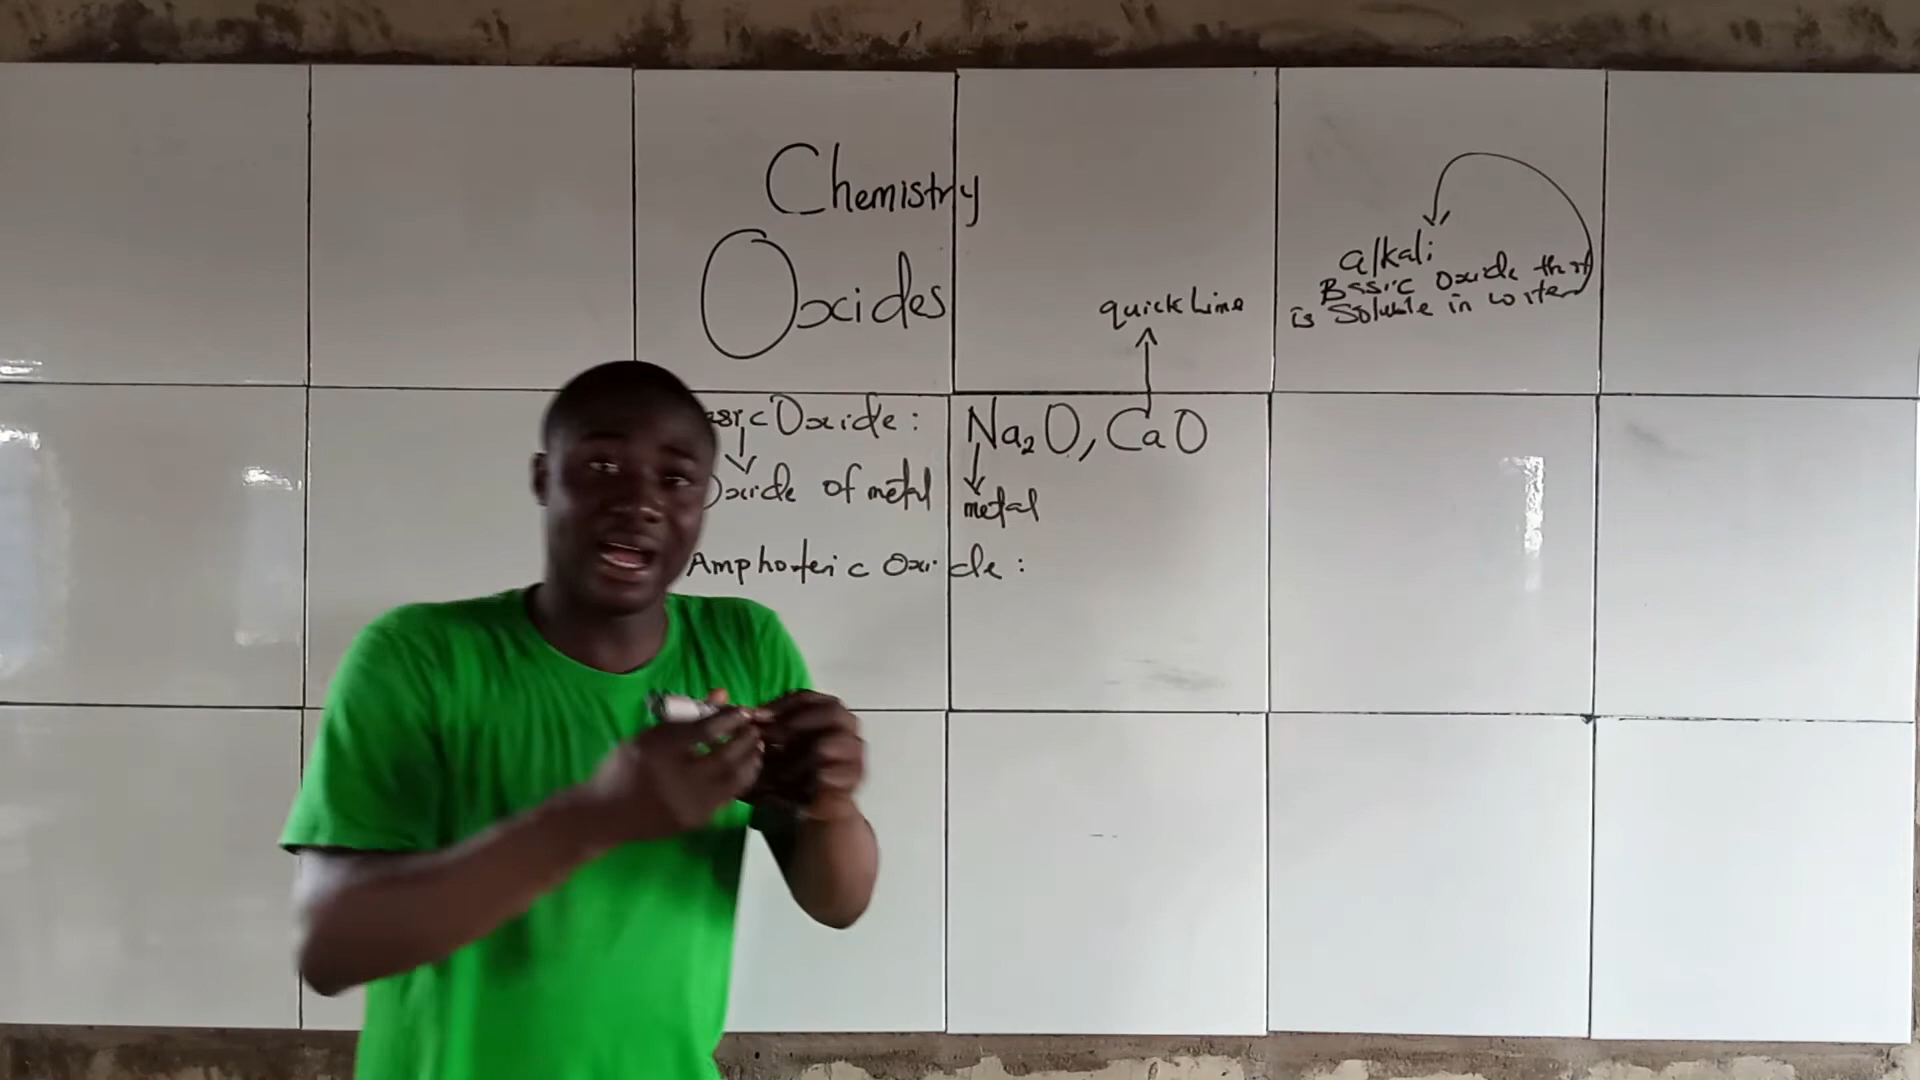 Chemistry
Oxides
quick Lime
alkali
Basic Oxide that
is Soluble in water
asic Oxide : Na₂O, CaO
Oxide of metal metal
Amphoteric Oxide :